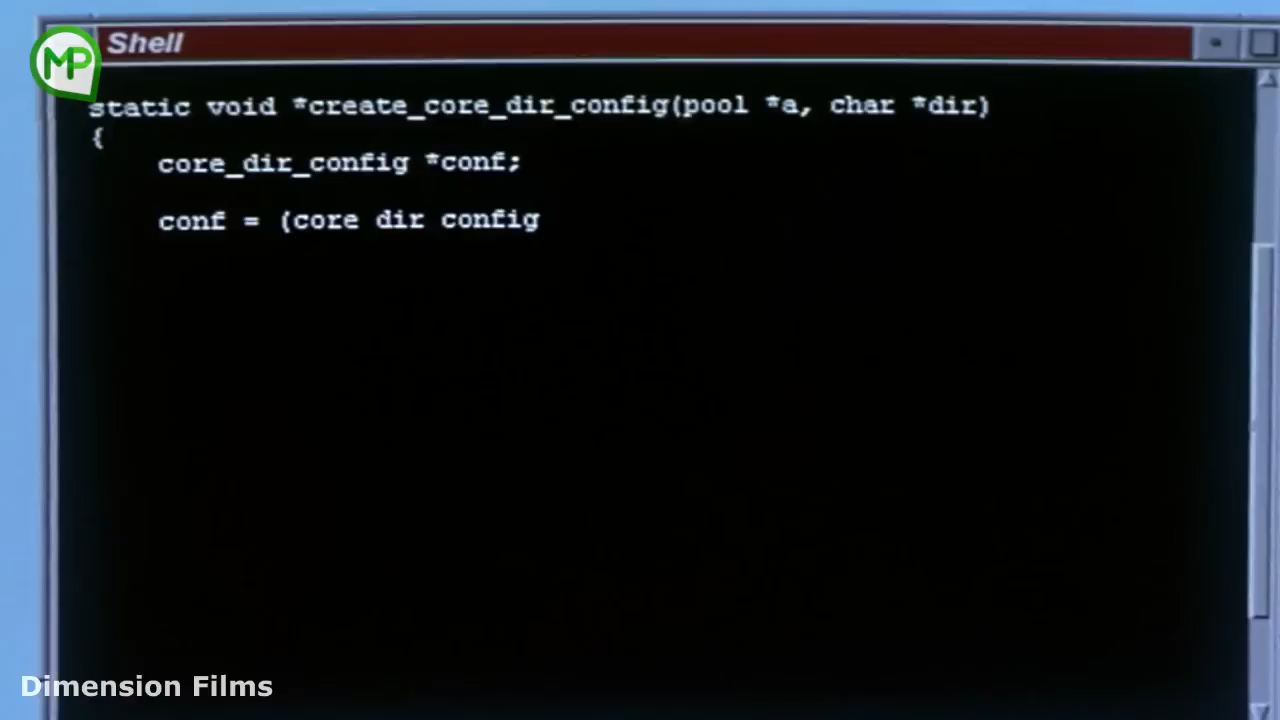 MP
Shell
static void *create_core_dir_config(pool *a, char *dir)
{
core_dir_config *conf;
conf = (core dir config
Dimension Films